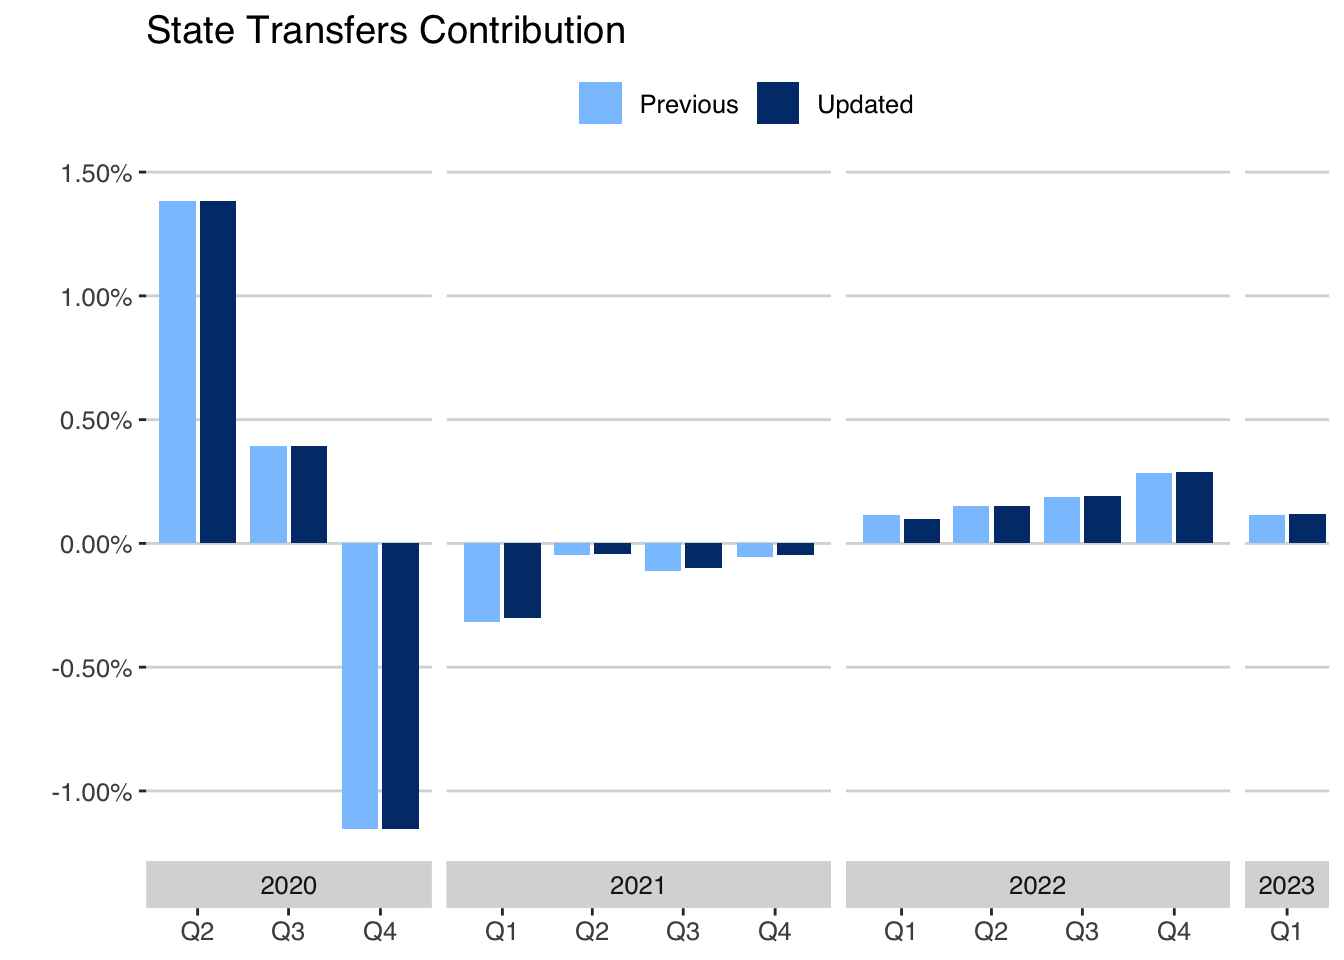 State Transfers Contribution
Previous Updated
1.50%
1.00%
0.50%
0.00%
-0.50%
-1.00%
2020 2021 2022 2023
Q2 Q3 Q4 Q1 Q2 Q3 Q4 Q1 Q2 Q3 Q4 Q1